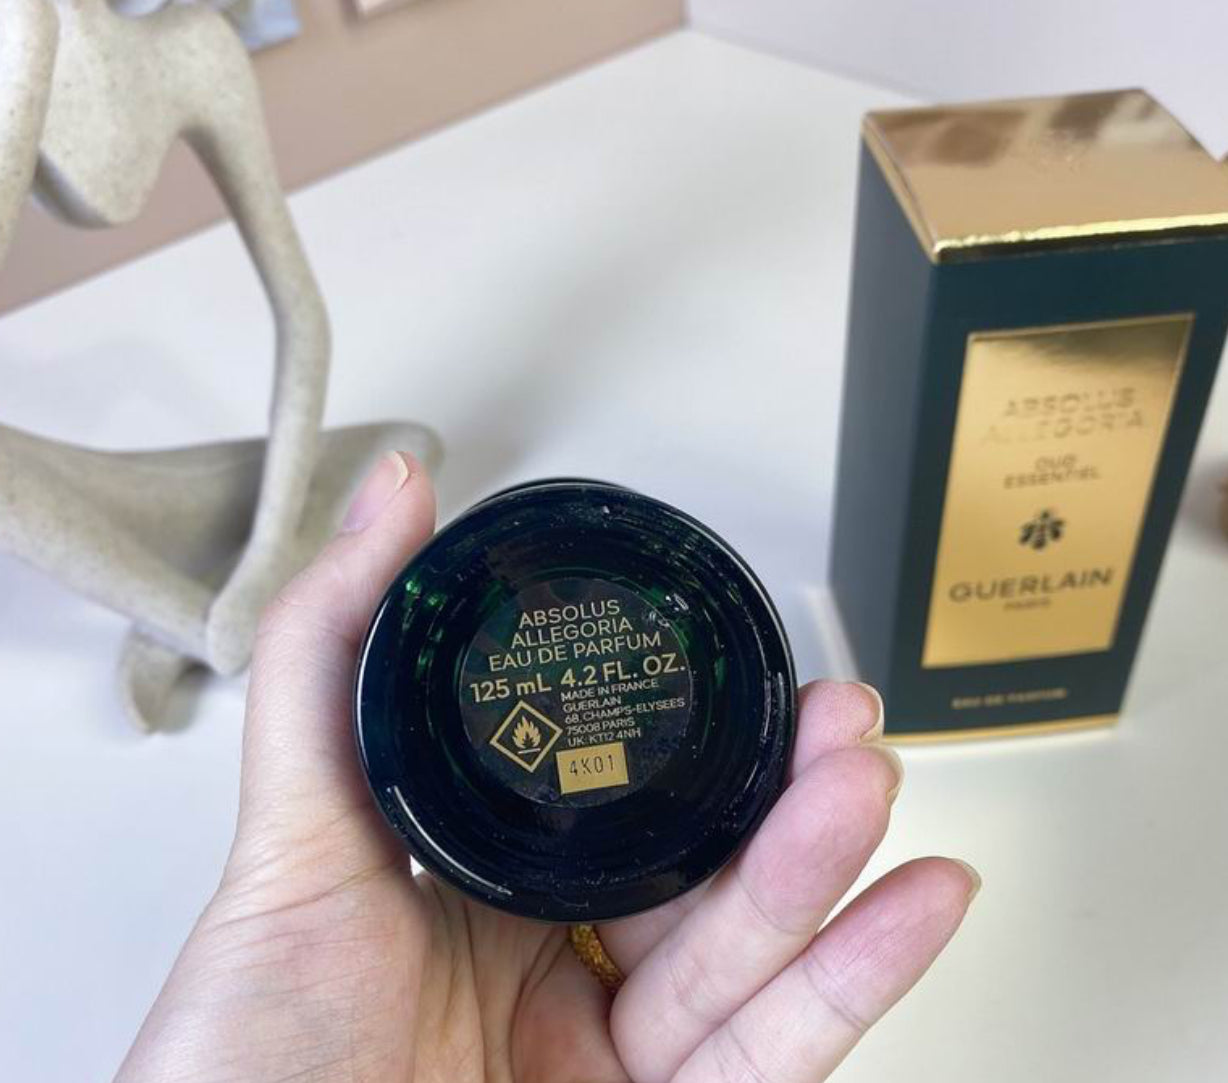 ABSOLUS
ALLEGORIA
EAU DE PARFUM
125 mL 4.2 FL. OZ.
MADE IN FRANCE
GUERLAIN
68, CHAMPS-ELYSEES
75008 PARIS
UK: KT12 4NH
4K01
ABSOLUS
ALLEGORIA
OUD
ESSENTIEL
GUERLAIN
PARIS
EAU DE PARFUM